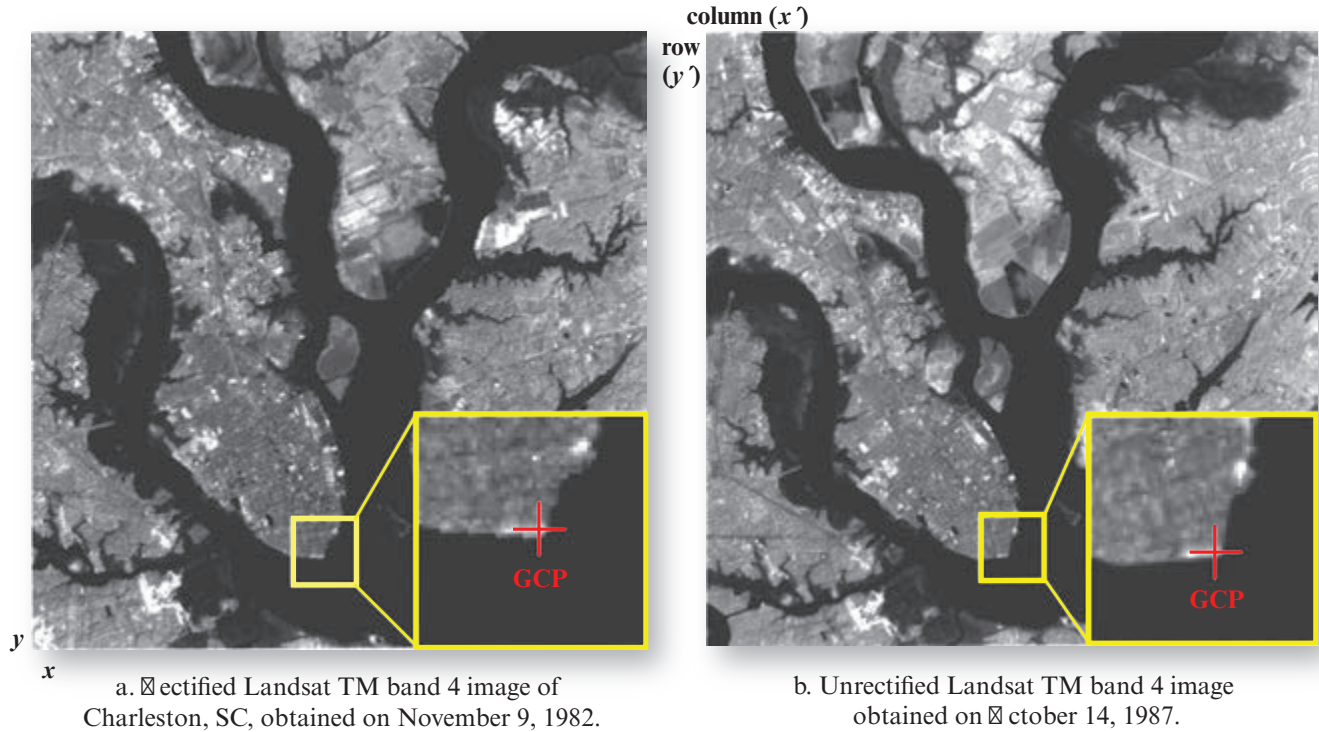 column (x′)
row
(y′)
GCP
GCP
y
x
a. ectified Landsat TM band 4 image of
Charleston, SC, obtained on November 9, 1982.
b. Unrectified Landsat TM band 4 image
obtained on ctober 14, 1987.